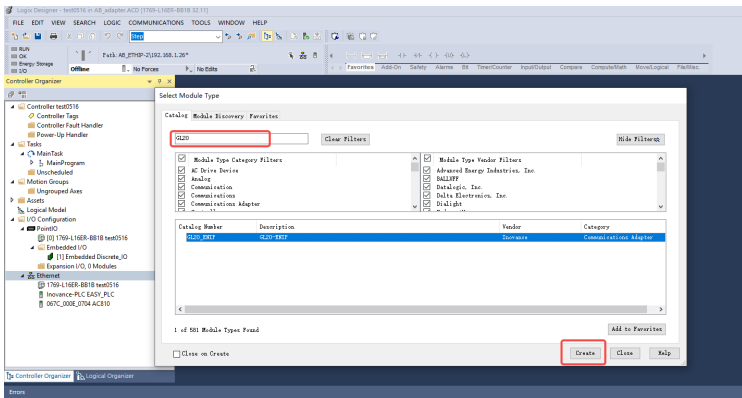 Logix Designer - test0516 in AB_adapter.ACD [1769-L16ER-BB1B 32.11]
FILE EDIT VIEW SEARCH LOGIC COMMUNICATIONS TOOLS WINDOW HELP
Step
RUN
OK
Energy Storage
I/O
Path: AB_ETHIP-2\192.168.1.26*
Offline
No Forces
No Edits
Favorites Add-On Safety Alarms Bit Timer/Counter Input/Output Compare Compute/Math Move/Logical File/Misc.
Controller Organizer
Controller test0516
Controller Tags
Controller Fault Handler
Power-Up Handler
Tasks
MainTask
MainProgram
Unscheduled
Motion Groups
Ungrouped Axes
Assets
Logical Model
I/O Configuration
PointIO
[0] 1769-L16ER-BB1B test0516
Embedded I/O
[1] Embedded Discrete_IO
Expansion I/O, 0 Modules
Ethernet
1769-L16ER-BB1B test0516
Inovance-PLC EASY_PLC
067C_000E_0704 AC810
Controller Organizer
Logical Organizer
Errors
Select Module Type
Catalog Module Discovery Favorites
GL20
Clear Filters
Hide Filters
Module Type Category Filters
AC Drive Device
Analog
Communication
Communications
Communications Adapter
Module Type Vendor Filters
Advanced Energy Industries, Inc.
BALLUFF
Datalogic, Inc.
Delta Electronics, Inc.
Dialight
Catalog Number Description Vendor Category
GL20_ENIP GL20-ENIP Inovance Communications Adapter
1 of 581 Module Types Found
Add to Favorites
Close on Create
Create
Close
Help